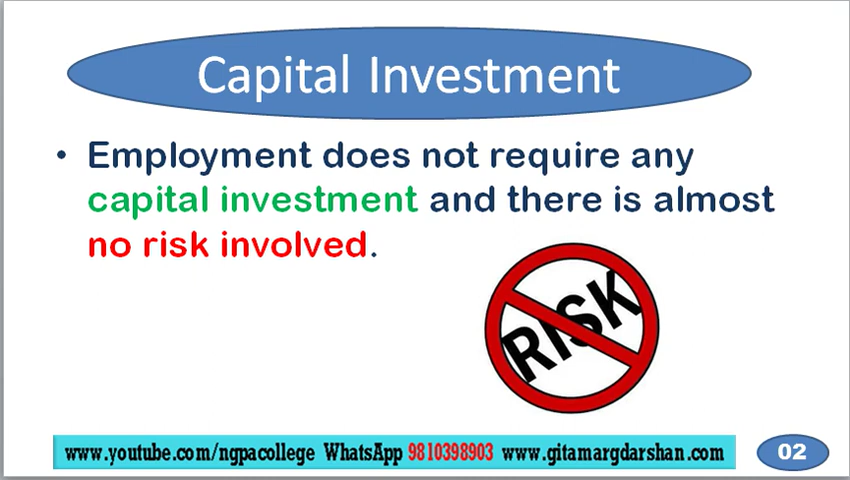 Capital Investment
• Employment does not require any
capital investment and there is almost
no risk involved.
RISK
www.youtube.com/ngpacollege WhatsApp 9810398903 www.gitamargdarshan.com
02